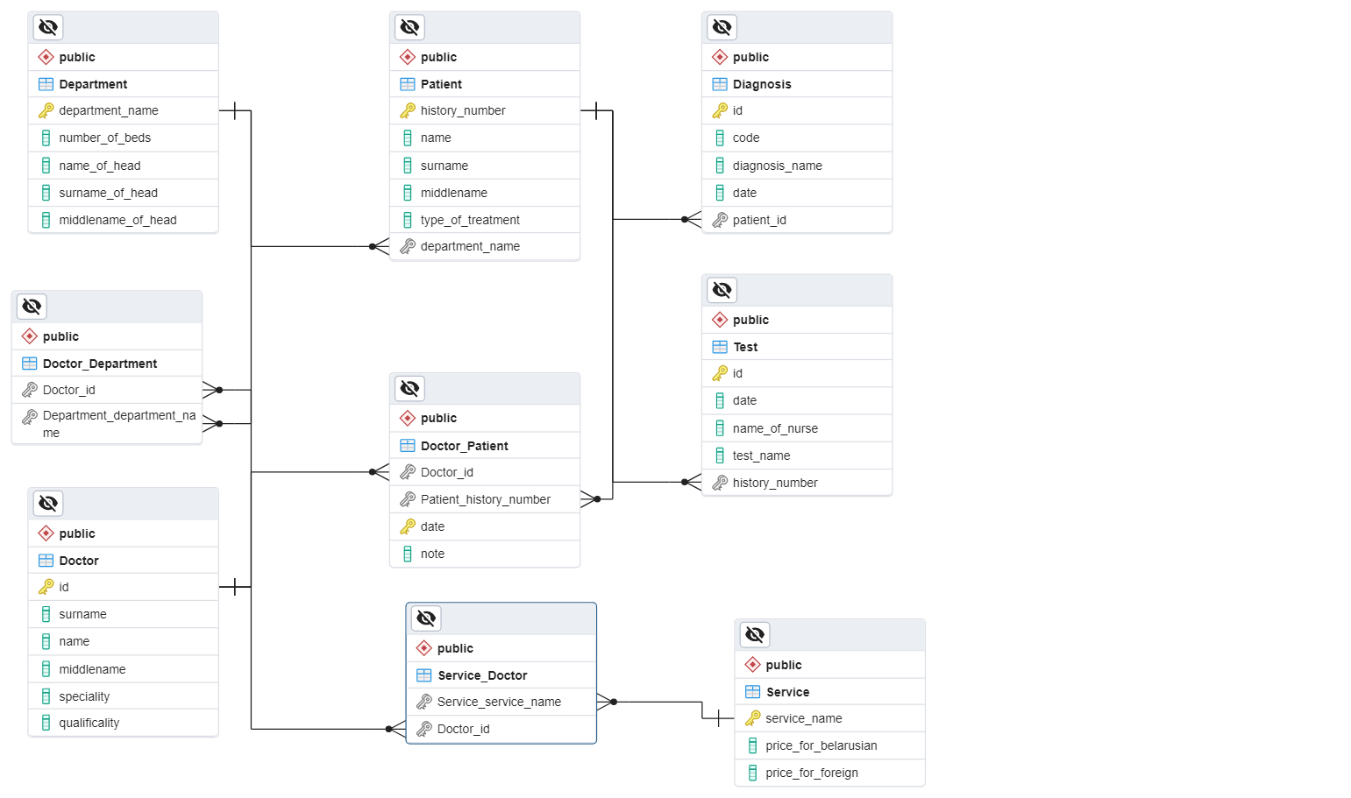 public
Department
department_name
number_of_beds
name_of_head
surname_of_head
middlename_of_head
public
Patient
history_number
name
surname
middlename
type_of_treatment
department_name
public
Diagnosis
id
code
diagnosis_name
date
patient_id
public
Doctor_Department
Doctor_id
Department_department_na
me
public
Doctor_Patient
Doctor_id
Patient_history_number
date
note
public
Test
id
date
name_of_nurse
test_name
history_number
public
Doctor
id
surname
name
middlename
speciality
qualificality
public
Service_Doctor
Service_service_name
Doctor_id
public
Service
service_name
price_for_belarusian
price_for_foreign